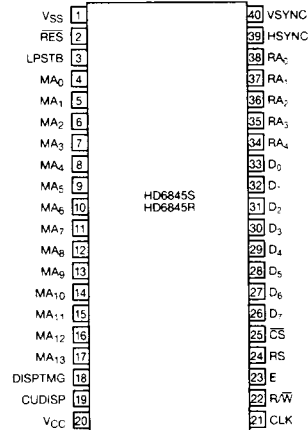 VSS 1 40 VSYNC
RES 2 39 HSYNC
LPSTB 3 38 RA0
MA0 4 37 RA1
MA1 5 36 RA2
MA2 6 35 RA3
MA3 7 34 RA4
MA4 8 33 D0
MA5 9 32 D1
HD6845S
MA6 10 31 D2
HD6845R
MA7 11 30 D3
MA8 12 29 D4
MA9 13 28 D5
MA10 14 27 D6
MA11 15 26 D7
MA12 16 25 CS
MA13 17 24 RS
DISPTMG 18 23 E
CUDISP 19 22 R/W
VCC 20 21 CLK